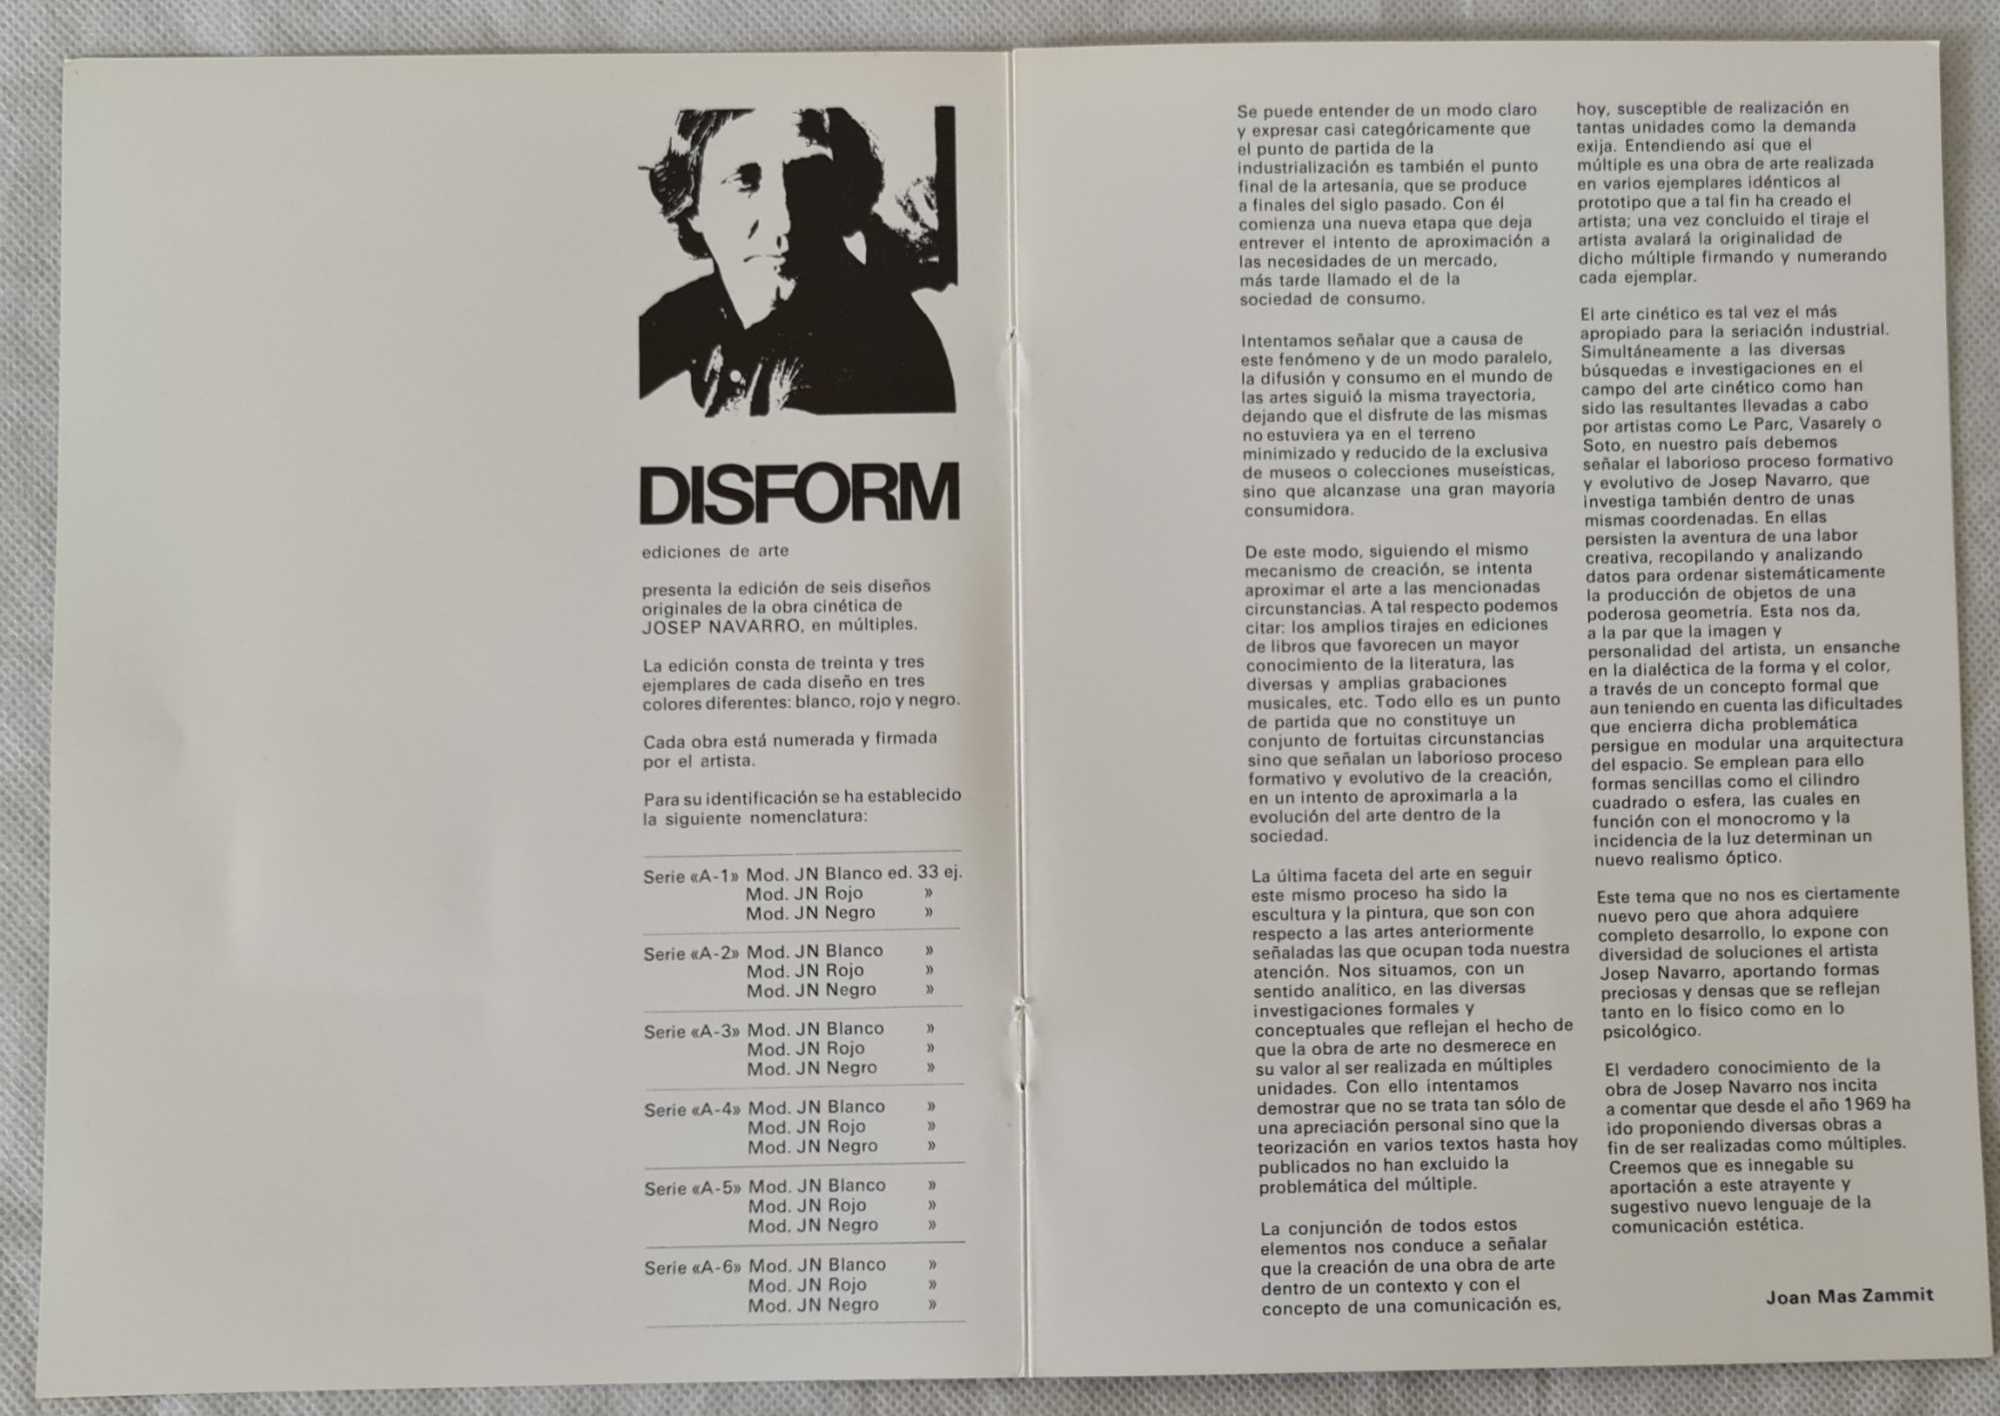 DISFORM
ediciones de arte
presenta la edición de seis diseños
originales de la obra cinética de
JOSEP NAVARRO, en múltiples.
La edición consta de treinta y tres
ejemplares de cada diseño en tres
colores diferentes: blanco, rojo y negro.
Cada obra está numerada y firmada
por el artista.
Para su identificación se ha establecido
la siguiente nomenclatura:
Serie «A-1» Mod. JN Blanco ed. 33 ej.
Mod. JN Rojo »
Mod. JN Negro »
Serie «A-2» Mod. JN Blanco »
Mod. JN Rojo »
Mod. JN Negro »
Serie «A-3» Mod. JN Blanco »
Mod. JN Rojo »
Mod. JN Negro »
Serie «A-4» Mod. JN Blanco »
Mod. JN Rojo »
Mod. JN Negro »
Serie «A-5» Mod. JN Blanco »
Mod. JN Rojo »
Mod. JN Negro »
Serie «A-6» Mod. JN Blanco »
Mod. JN Rojo »
Mod. JN Negro »
Se puede entender de un modo claro
y expresar casi categóricamente que
el punto de partida de la
industrialización es también el punto
final de la artesanía, que se produce
a finales del siglo pasado. Con él
comienza una nueva etapa que deja
entrever el intento de aproximación a
las necesidades de un mercado,
más tarde llamado el de la
sociedad de consumo.
Intentamos señalar que a causa de
este fenómeno y de un modo paralelo,
la difusión y consumo en el mundo de
las artes siguió la misma trayectoria,
dejando que el disfrute de las mismas
no estuviera ya en el terreno
minimizado y reducido de la exclusiva
de museos o colecciones museísticas,
sino que alcanzase una gran mayoría
consumidora.
De este modo, siguiendo el mismo
mecanismo de creación, se intenta
aproximar el arte a las mencionadas
circunstancias. A tal respecto podemos
citar: los amplios tirajes en ediciones
de libros que favorecen un mayor
conocimiento de la literatura, las
diversas y amplias grabaciones
musicales, etc. Todo ello es un punto
de partida que no constituye un
conjunto de fortuitas circunstancias
sino que señalan un laborioso proceso
formativo y evolutivo de la creación,
en un intento de aproximarla a la
evolución del arte dentro de la
sociedad.
La última faceta del arte en seguir
este mismo proceso ha sido la
escultura y la pintura, que son con
respecto a las artes anteriormente
señaladas las que ocupan toda nuestra
atención. Nos situamos, con un
sentido analítico, en las diversas
investigaciones formales y
conceptuales que reflejan el hecho de
que la obra de arte no desmerece en
su valor al ser realizada en múltiples
unidades. Con ello intentamos
demostrar que no se trata tan sólo de
una apreciación personal sino que la
teorización en varios textos hasta hoy
publicados no han excluido la
problemática del múltiple.
La conjunción de todos estos
elementos nos conduce a señalar
que la creación de una obra de arte
dentro de un contexto y con el
concepto de una comunicación es,
hoy, susceptible de realización en
tantas unidades como la demanda
exija. Entendiendo así que el
múltiple es una obra de arte realizada
en varios ejemplares idénticos al
prototipo que a tal fin ha creado el
artista; una vez concluido el tiraje el
artista avalará la originalidad de
dicho múltiple firmando y numerando
cada ejemplar.
El arte cinético es tal vez el más
apropiado para la seriación industrial.
Simultáneamente a las diversas
búsquedas e investigaciones en el
campo del arte cinético como han
sido las resultantes llevadas a cabo
por artistas como Le Parc, Vasarely o
Soto, en nuestro país debemos
señalar el laborioso proceso formativo
y evolutivo de Josep Navarro, que
investiga también dentro de unas
mismas coordenadas. En ellas
persisten la aventura de una labor
creativa, recopilando y analizando
datos para ordenar sistemáticamente
la producción de objetos de una
poderosa geometría. Esta nos da,
a la par que la imagen y
personalidad del artista, un ensanche
en la dialéctica de la forma y el color,
a través de un concepto formal que
aun teniendo en cuenta las dificultades
que encierra dicha problemática
persigue en modular una arquitectura
del espacio. Se emplean para ello
formas sencillas como el cilindro
cuadrado o esfera, las cuales en
función con el monocromo y la
incidencia de la luz determinan un
nuevo realismo óptico.
Este tema que no nos es ciertamente
nuevo pero que ahora adquiere
completo desarrollo, lo expone con
diversidad de soluciones el artista
Josep Navarro, aportando formas
preciosas y densas que se reflejan
tanto en lo físico como en lo
psicológico.
El verdadero conocimiento de la
obra de Josep Navarro nos incita
a comentar que desde el año 1969 ha
ido proponiendo diversas obras a
fin de ser realizadas como múltiples.
Creemos que es innegable su
aportación a este atrayente y
sugestivo nuevo lenguaje de la
comunicación estética.
Joan Mas Zammit